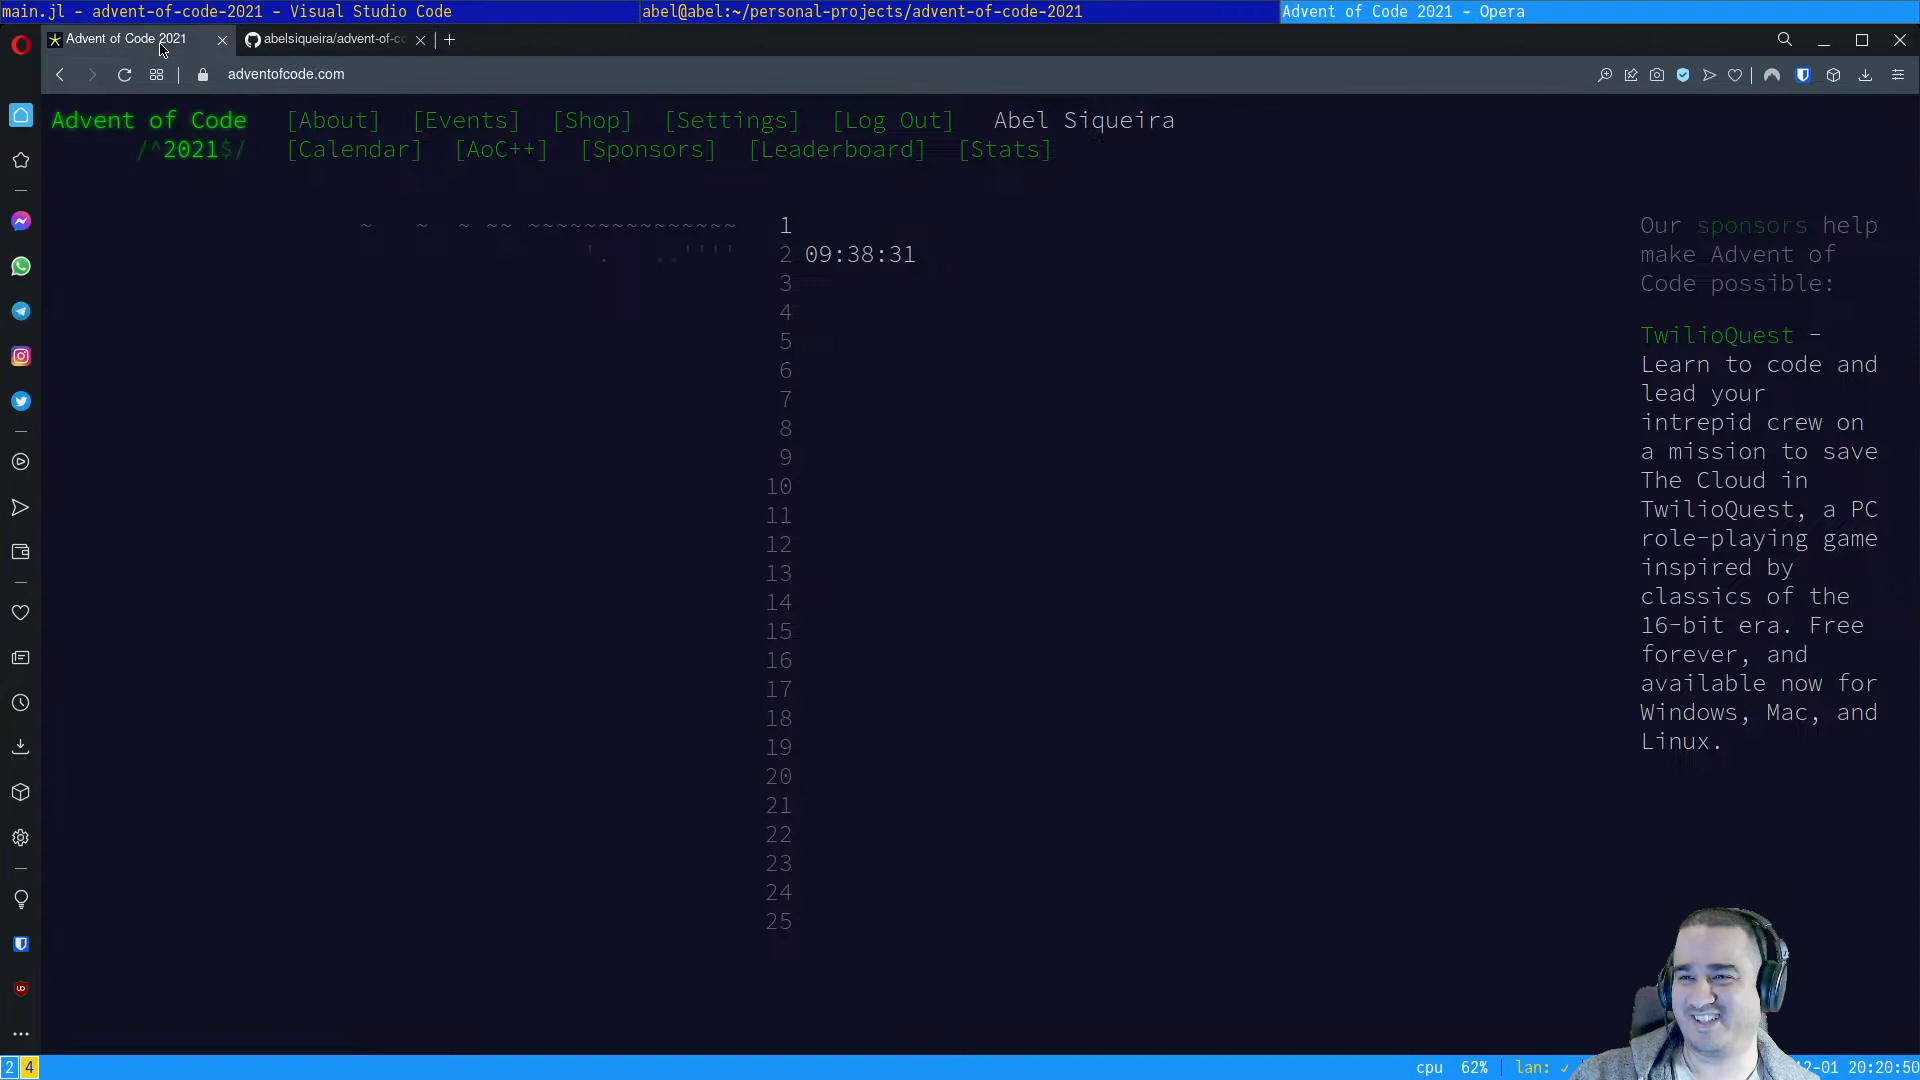 main.jl - advent-of-code-2021 - Visual Studio Code
abel@abel:~/personal-projects/advent-of-code-2021
Advent of Code 2021 - Opera
Advent of Code 2021
abelsiqueira/advent-of-co
adventofcode.com
Advent of Code [About] [Events] [Shop] [Settings] [Log Out] Abel Siqueira
/^2021$/ [Calendar] [AoC++] [Sponsors] [Leaderboard] [Stats]
1
2 09:38:31
3
4
5
6
7
8
9
10
11
12
13
14
15
16
17
18
19
20
21
22
23
24
25
Our sponsors help
make Advent of
Code possible:
TwilioQuest -
Learn to code and
lead your
intrepid crew on
a mission to save
The Cloud in
TwilioQuest, a PC
role-playing game
inspired by
classics of the
16-bit era. Free
forever, and
available now for
Windows, Mac, and
Linux.
2 4
cpu 62% lan: ✓ 2-01 20:20:50